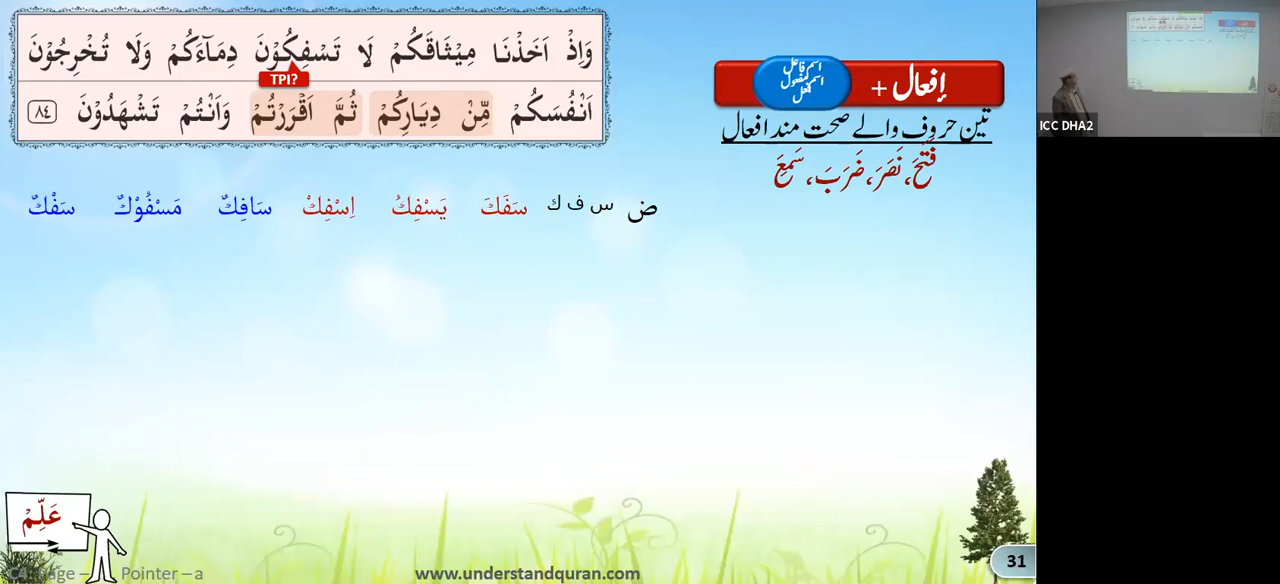 وَاِذْ اَخَذْنَا مِيْثَاقَكُمْ لَا تَسْفِكُوْنَ دِمَآءَكُمْ وَلَا تُخْرِجُوْنَ
TPI?
اَنْفُسَكُمْ مِّنْ دِيَارِكُمْ ثُمَّ اَقْرَرْتُمْ وَاَنْتُمْ تَشْهَدُوْنَ ٨٤
إفعال + اسم فاعل
اسم مفعول
فعل
تین حروف والے صحت مند افعال
فَتَحَ، نَصَرَ، ضَرَبَ، سَمِعَ
ض س ف ك سَفَكَ يَسْفِكُ اِسْفِكْ سَافِكٌ مَسْفُوْكٌ سَفْكٌ
عَلِّمْ
Pointer – a
www.understandquran.com
31
ICC DHA2